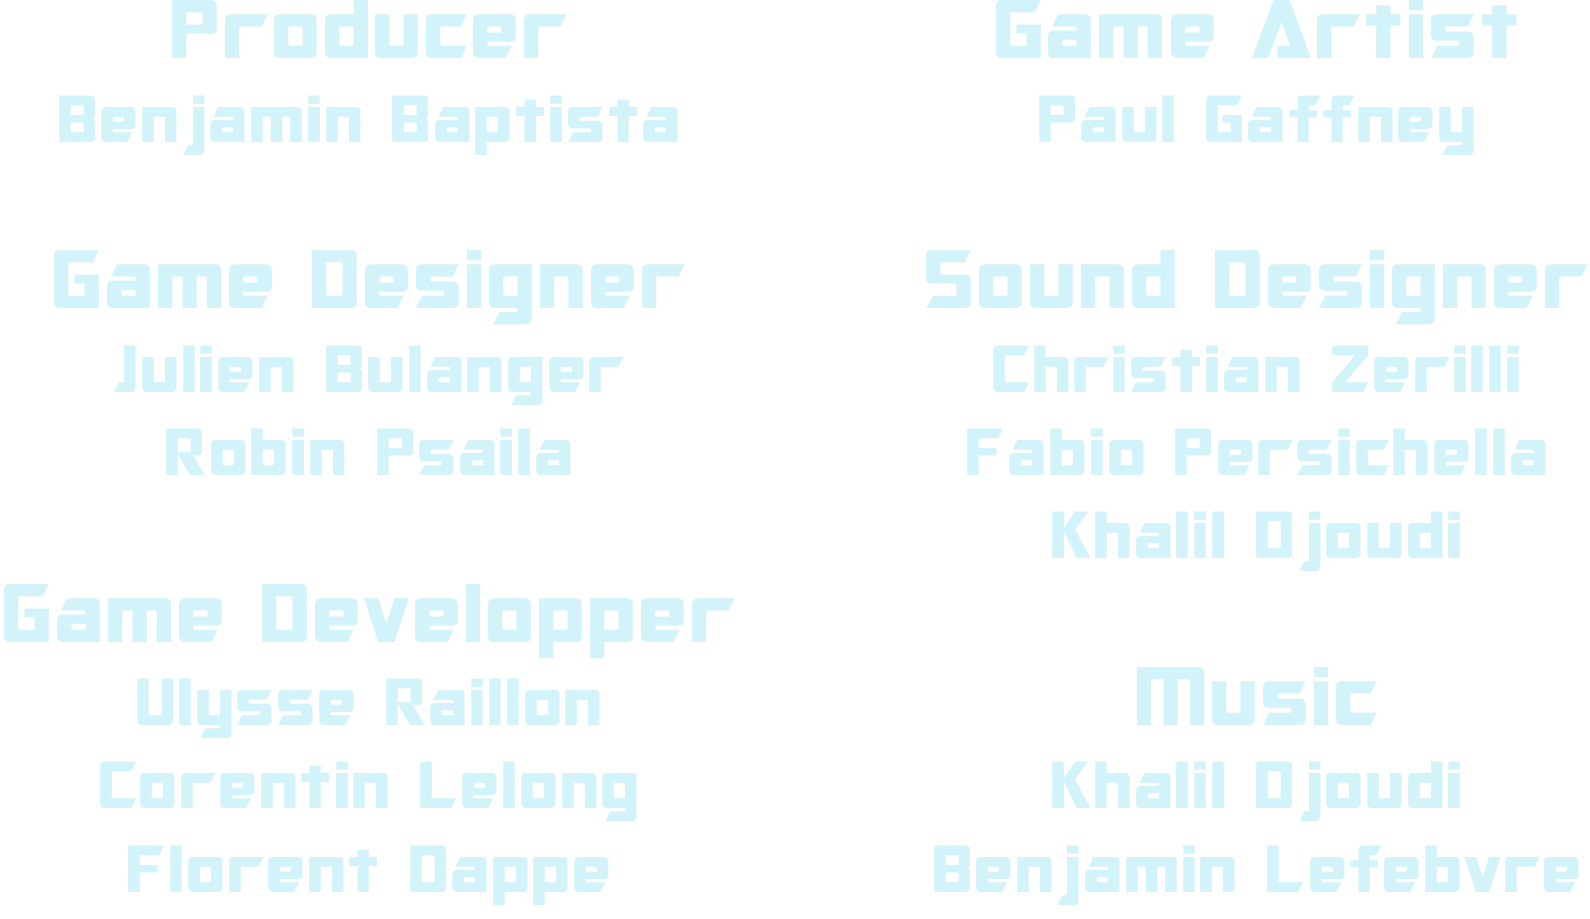 Producer
Benjamin Baptista
Game Designer
Julien Bulanger
Robin Psaila
Game Developper
Ulysse Raillon
Corentin Lelong
Florent Dappe
Game Artist
Paul Gaffney
Sound Designer
Christian Zerilli
Fabio Persichella
Khalil Djoudi
Music
Khalil Djoudi
Benjamin Lefebvre